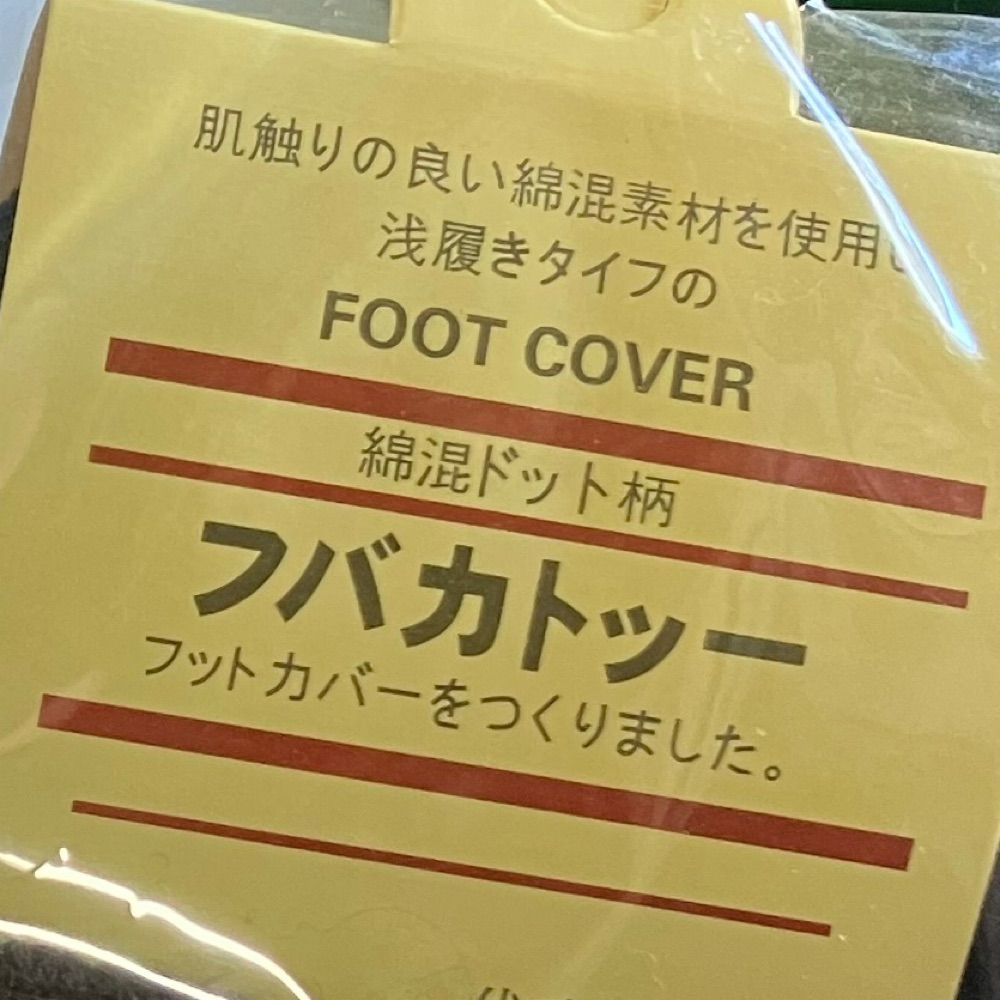 肌触りの良い綿混素材を使用し
浅履きタイプの
FOOT COVER
綿混ドット柄
フバカトッー
フットカバーをつくりました。